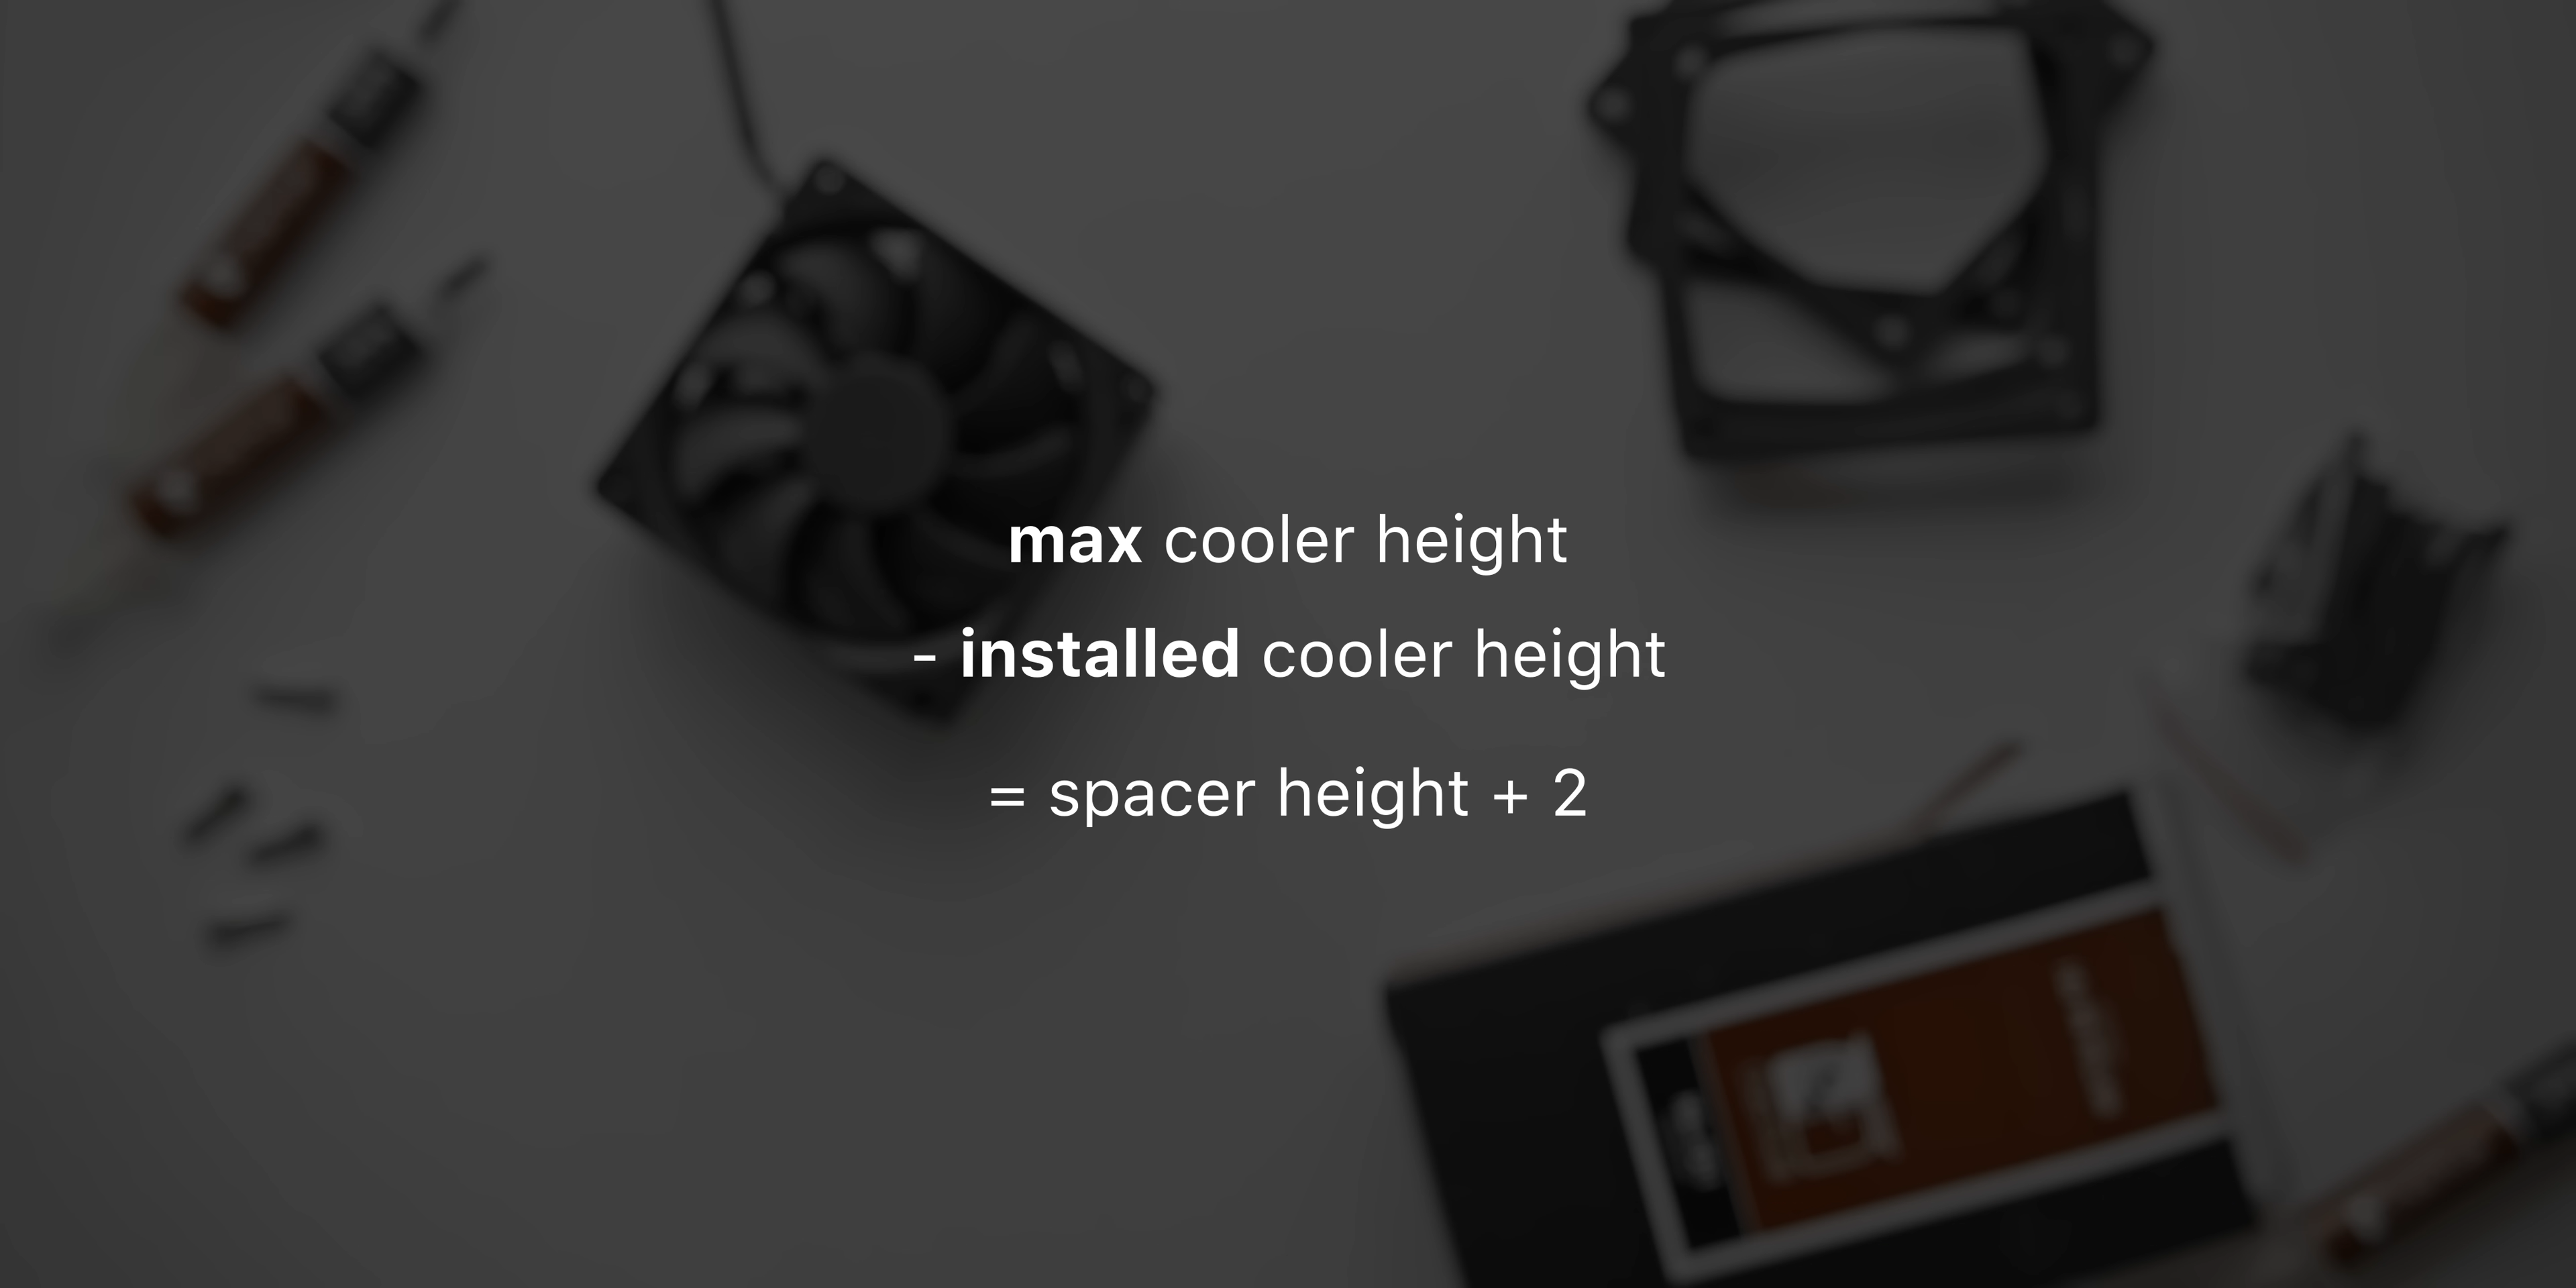 max cooler height
- installed cooler height
= spacer height + 2